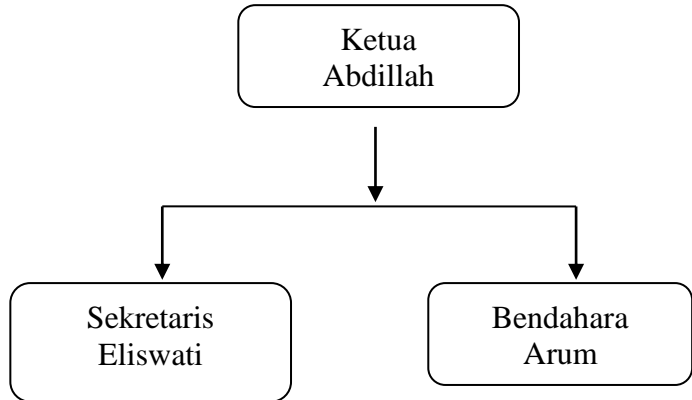 Ketua
Abdillah
Sekretaris
Eliswati
Bendahara
Arum